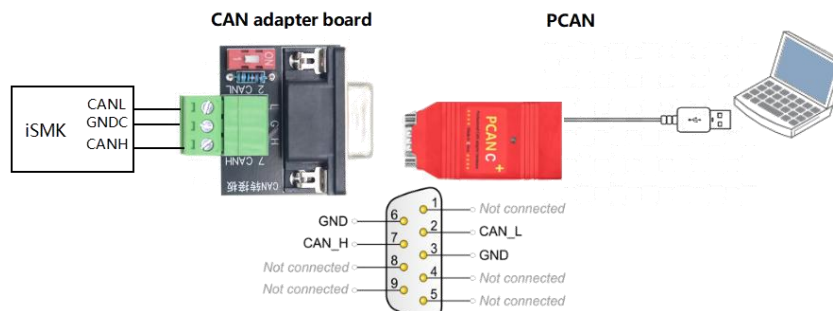 CAN adapter board
PCAN
ON
1
2 CANL
L
G
H
7 CANH
CAN转接板
iSMK
CANL
GNDC
CANH
PCAN C
+
1
Not connected
6
GND
2
CAN_L
7
CAN_H
3
GND
8
Not connected
4
Not connected
9
Not connected
5
Not connected